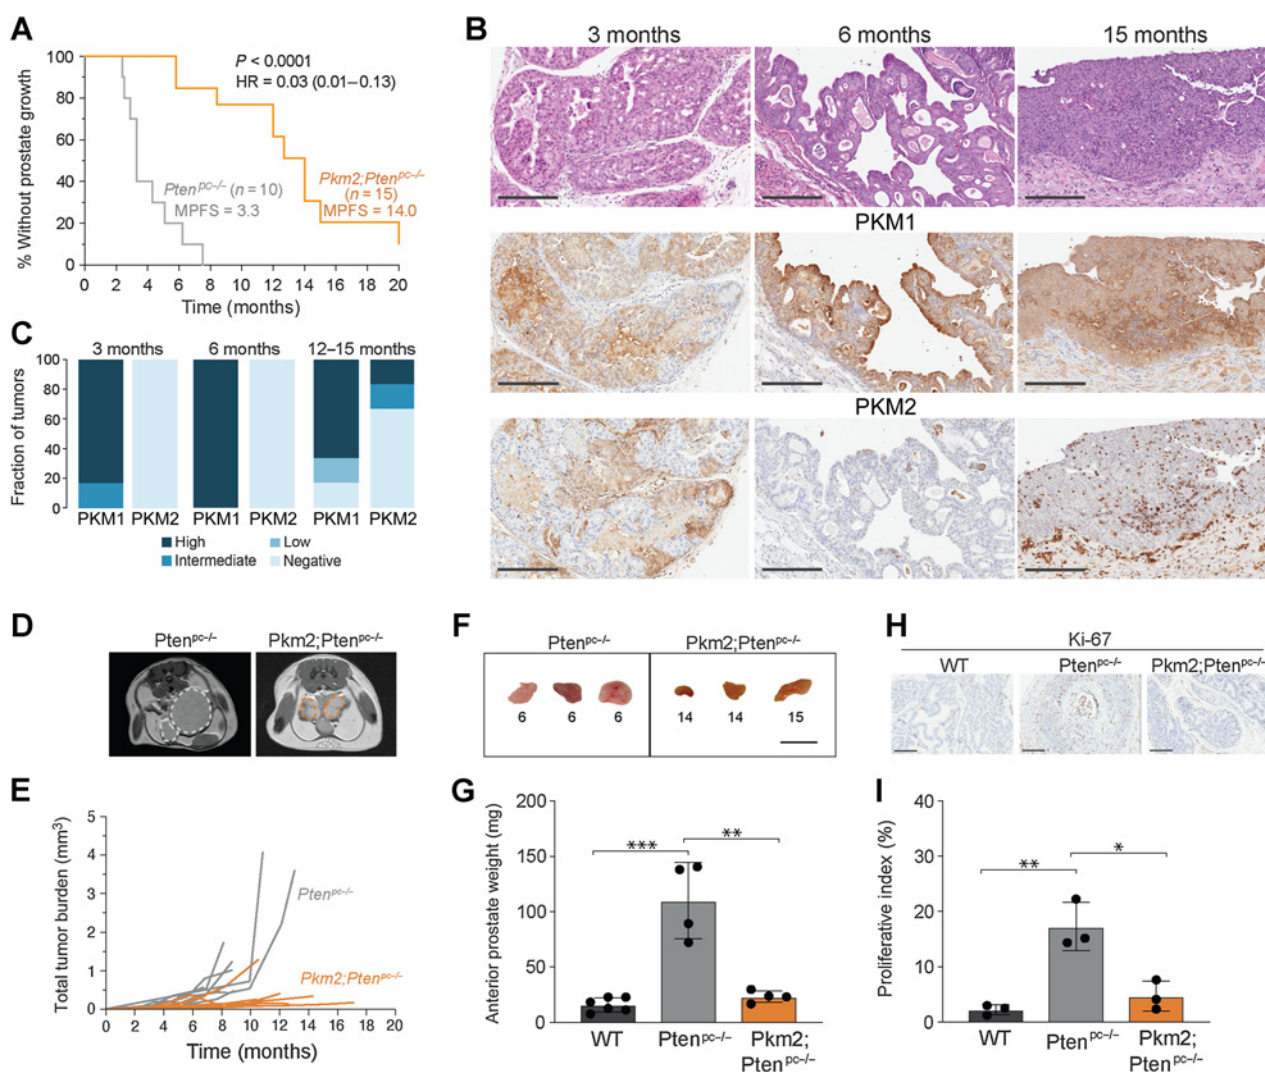 A
P < 0.0001
HR = 0.03 (0.01–0.13)
% Without prostate growth
100
80
60
40
20
0
Pten pc–/– (n = 10)
MPFS = 3.3
Pkm2;Pten pc–/–
(n = 15)
MPFS = 14.0
0 2 4 6 8 10 12 14 16 18 20
Time (months)
B
3 months 6 months 15 months
PKM1
PKM2
C
3 months 6 months 12–15 months
Fraction of tumors
100
80
60
40
20
0
PKM1 PKM2 PKM1 PKM2 PKM1 PKM2
High Low
Intermediate Negative
D
Pten pc–/– Pkm2;Pten pc–/–
E
Total tumor burden (mm³)
5
4
3
2
1
0
Pten pc–/–
Pkm2;Pten pc–/–
0 2 4 6 8 10 12 14 16 18 20
Time (months)
F
Pten pc–/– Pkm2;Pten pc–/–
6 6 6 14 14 15
G
Anterior prostate weight (mg)
200
150
100
50
0
*** **
WT Pten pc–/– Pkm2;
Pten pc–/–
H
Ki-67
WT Pten pc–/– Pkm2;Pten pc–/–
I
Proliferative index (%)
40
30
20
10
0
** *
WT Pten pc–/– Pkm2;
Pten pc–/–